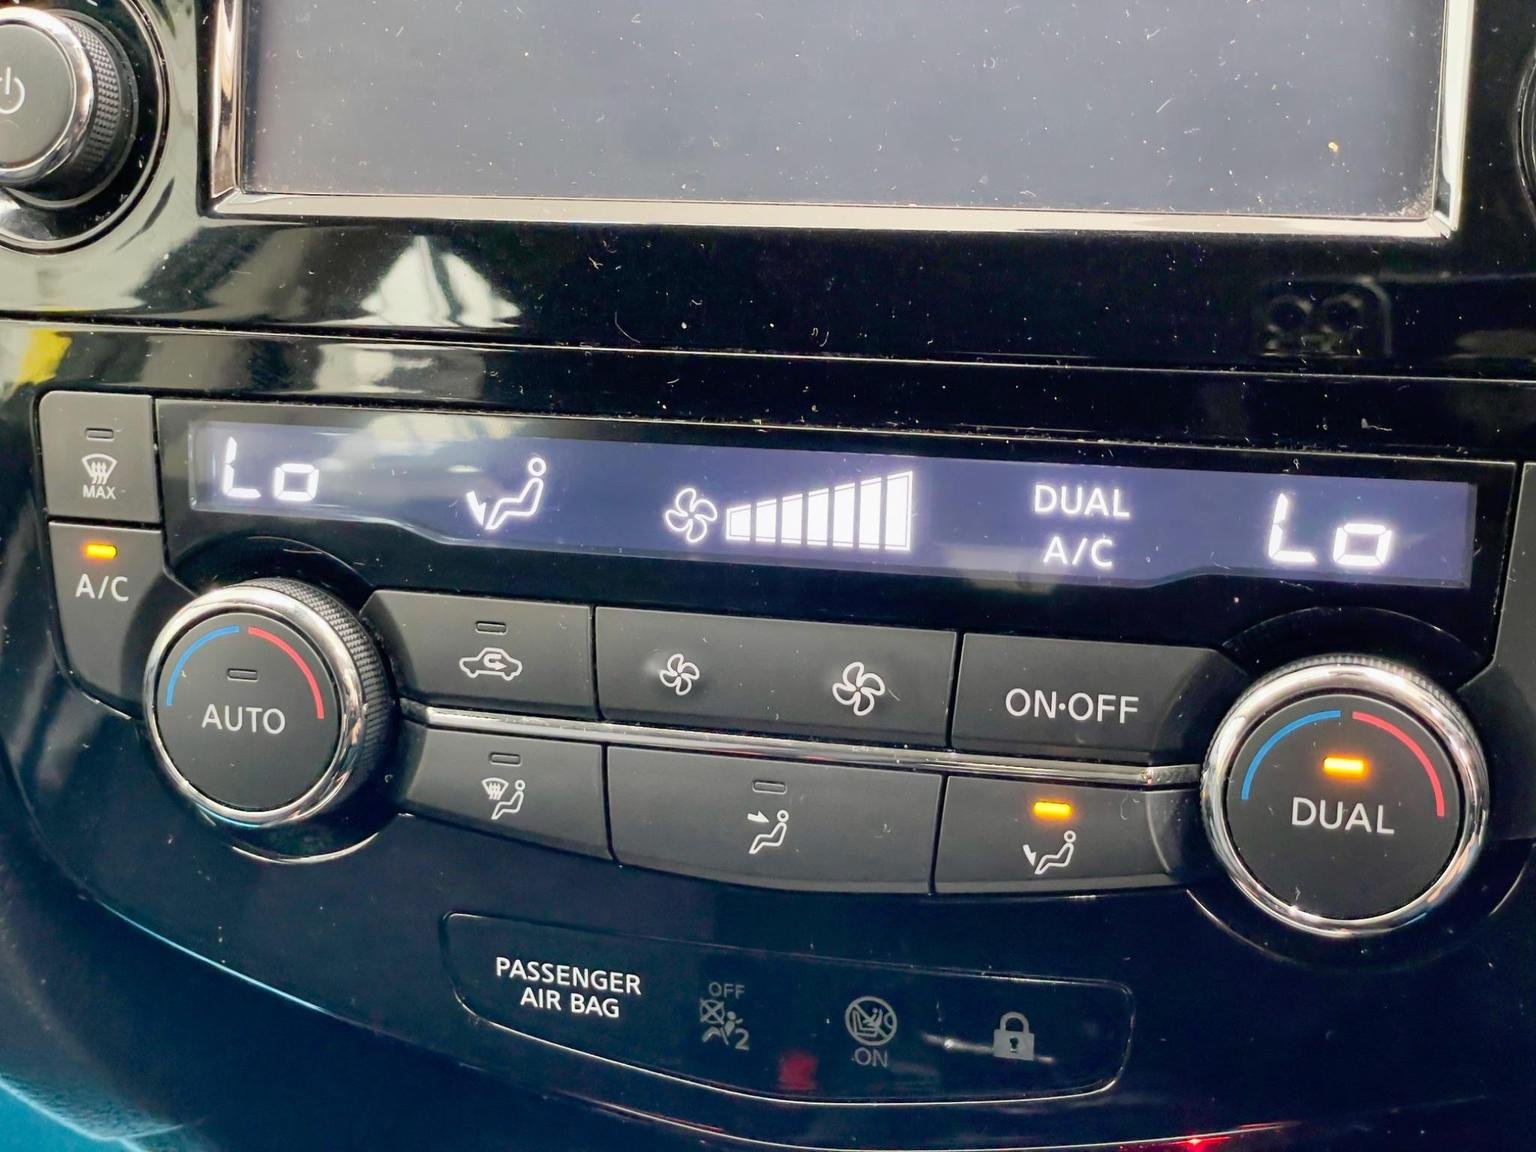 Lo
DUAL
A/C
Lo
MAX
A/C
AUTO
ON•OFF
DUAL
PASSENGER
AIR BAG
OFF
2
ON